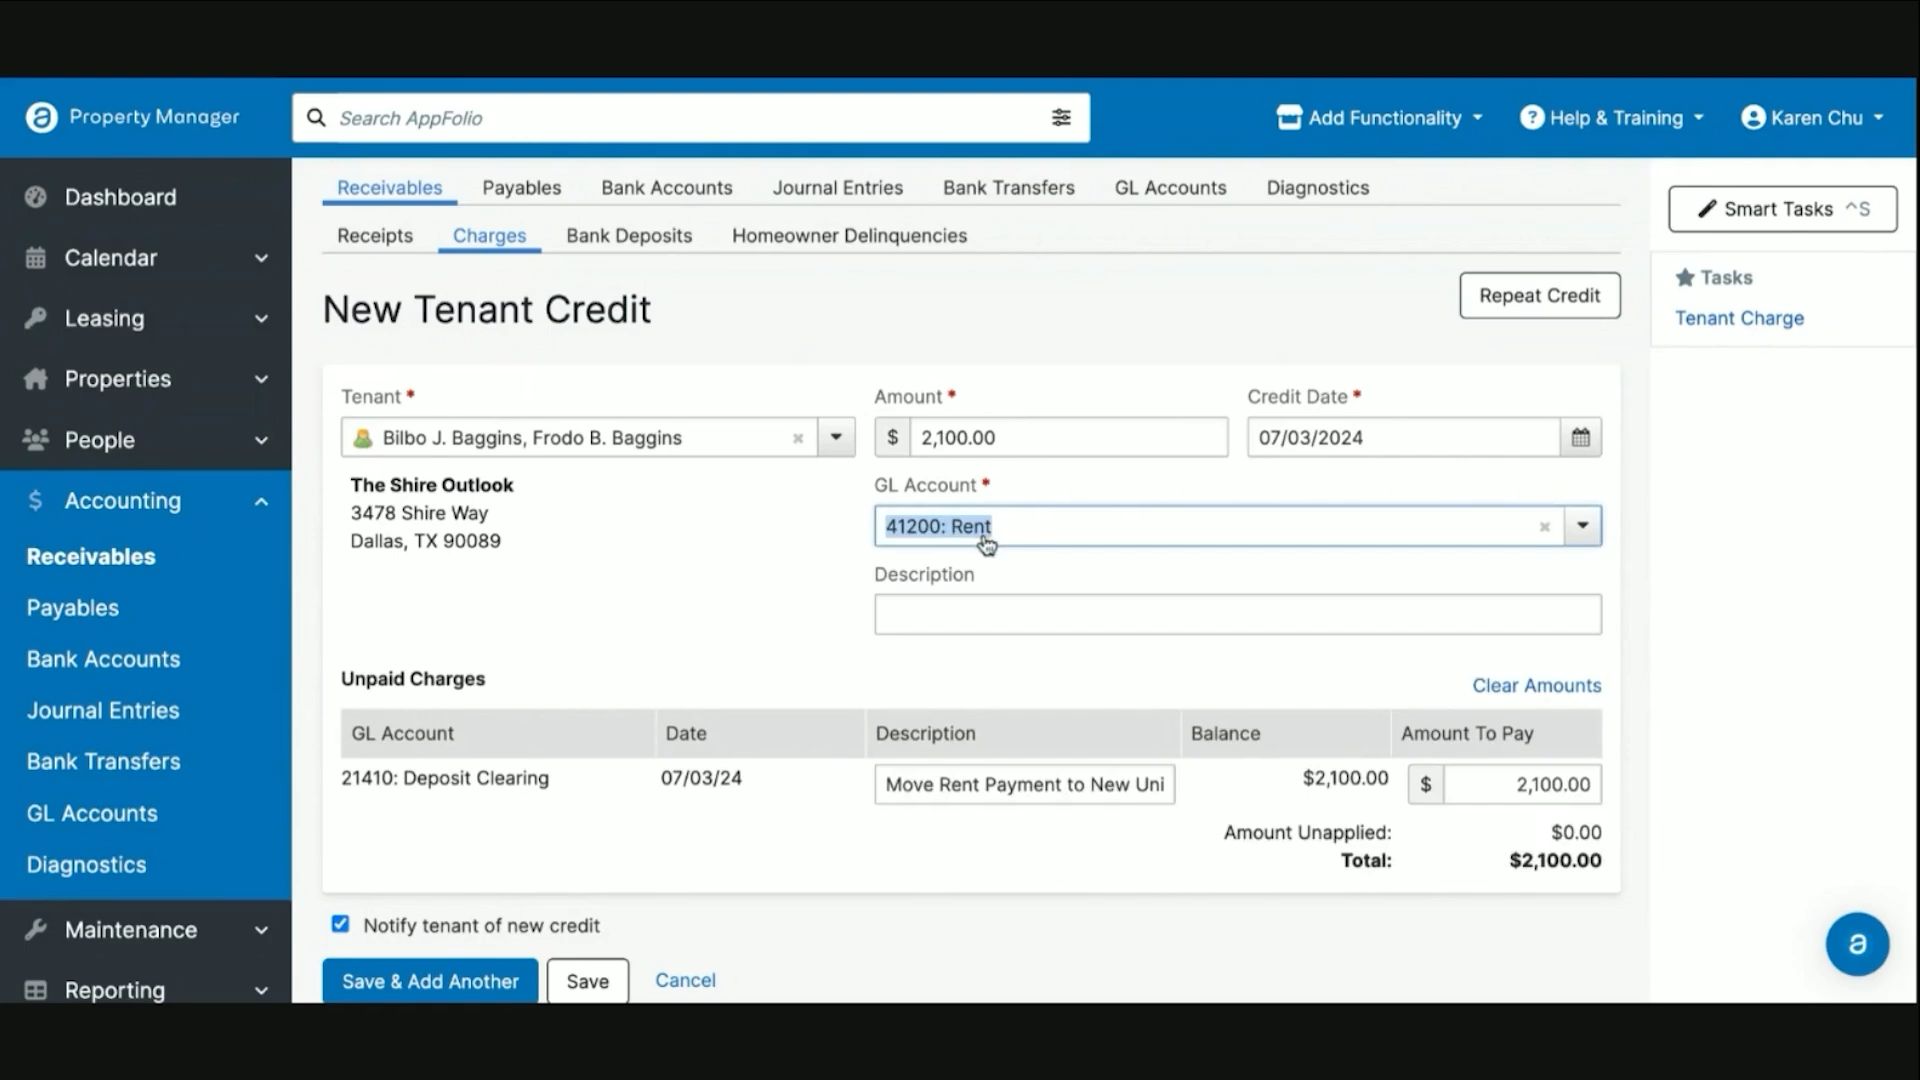 Property Manager
Search AppFolio
Add Functionality
Help & Training
Karen Chu
Dashboard
Calendar
Leasing
Properties
People
Accounting
Receivables
Payables
Bank Accounts
Journal Entries
Bank Transfers
GL Accounts
Diagnostics
Maintenance
Reporting
Receivables Payables Bank Accounts Journal Entries Bank Transfers GL Accounts Diagnostics
Receipts Charges Bank Deposits Homeowner Delinquencies
New Tenant Credit
Repeat Credit
Tenant *
Bilbo J. Baggins, Frodo B. Baggins
The Shire Outlook
3478 Shire Way
Dallas, TX 90089
Amount *
$ 2,100.00
Credit Date *
07/03/2024
GL Account *
41200: Rent
Description
Unpaid Charges
Clear Amounts
GL Account Date Description Balance Amount To Pay
21410: Deposit Clearing 07/03/24 Move Rent Payment to New Uni $2,100.00 $ 2,100.00
Amount Unapplied: $0.00
Total: $2,100.00
Notify tenant of new credit
Save & Add Another
Save
Cancel
Smart Tasks ^S
Tasks
Tenant Charge